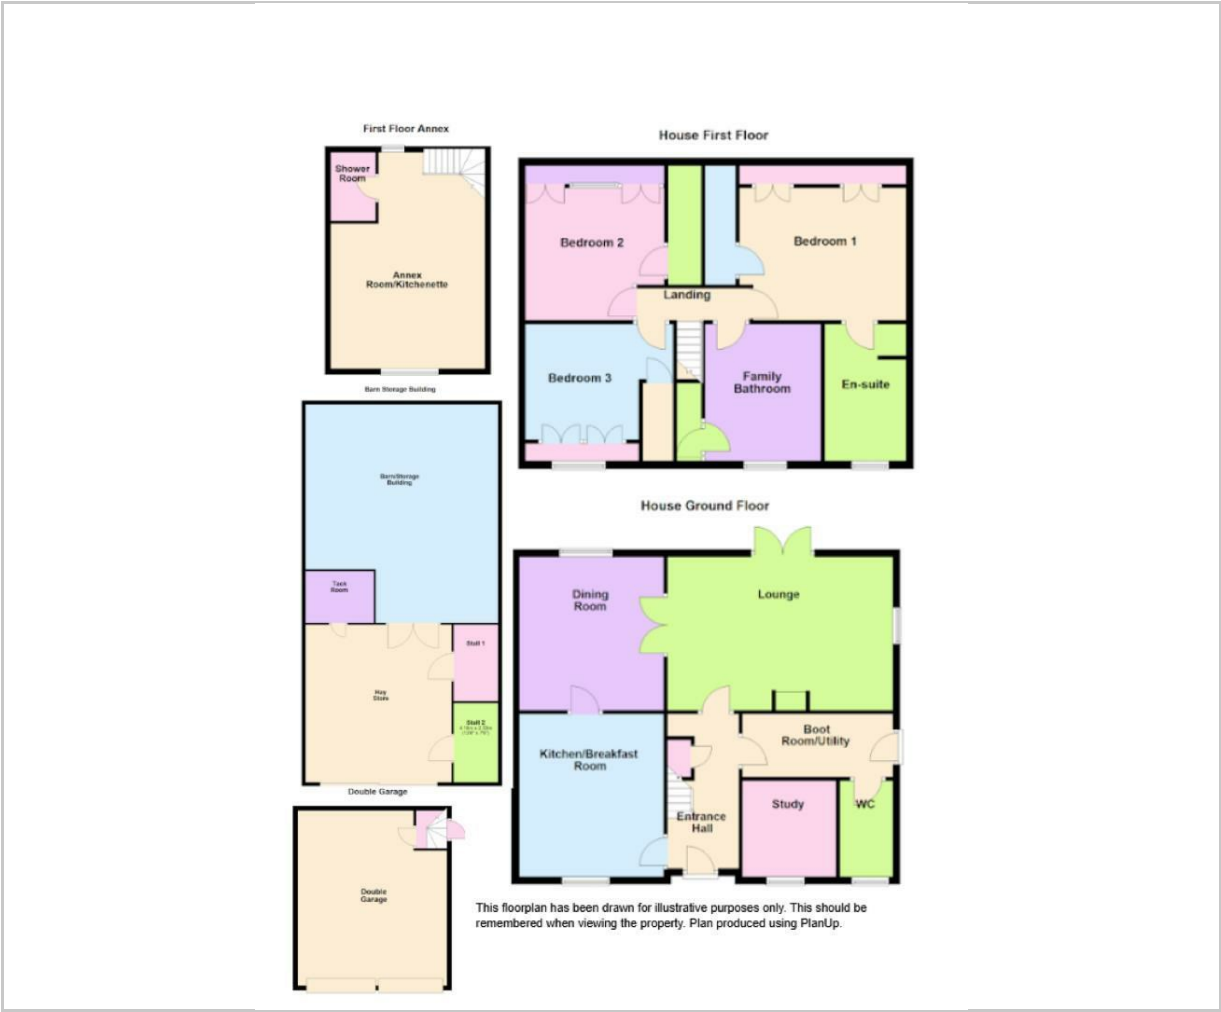 First Floor Annex
Shower
Room
Annex
Room/Kitchenette
House First Floor
Bedroom 2
Bedroom 1
Landing
Bedroom 3
Family
Bathroom
En-suite
Barn Storage Building
Barn/Storage
Building
Tack
Room
Stall 1
Hay
Store
Stall 2
House Ground Floor
Dining
Room
Lounge
Kitchen/Breakfast
Room
Boot
Room/Utility
Entrance
Hall
Study
WC
Double Garage
Double
Garage
This floorplan has been drawn for illustrative purposes only. This should be
remembered when viewing the property. Plan produced using PlanUp.